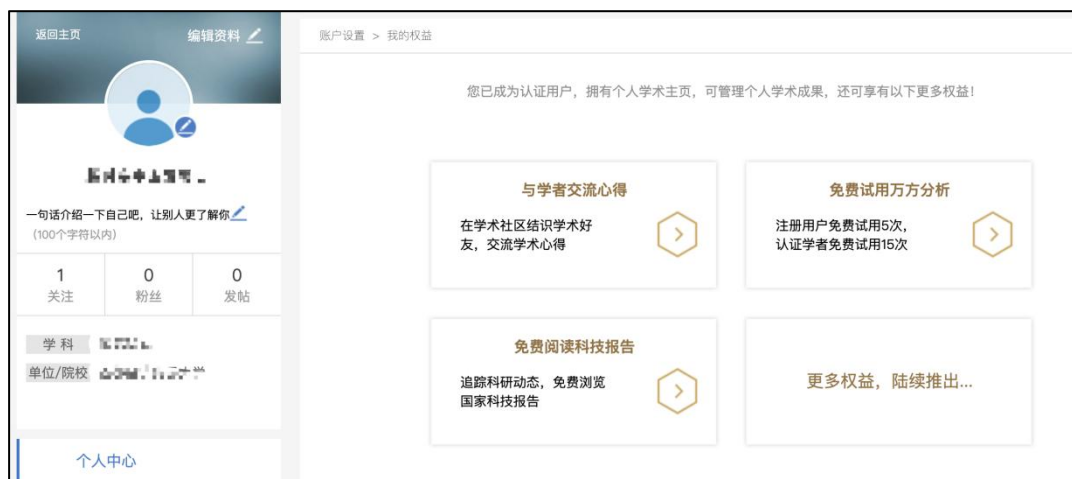 返回主页
编辑资料
一句话介绍一下自己吧，让别人更了解你
(100个字符以内)
1
关注
0
粉丝
0
发帖
学 科
单位/院校
个人中心
账户设置 > 我的权益
您已成为认证用户，拥有个人学术主页，可管理个人学术成果，还可享有以下更多权益！
与学者交流心得
在学术社区结识学术好
友，交流学术心得
免费试用万方分析
注册用户免费试用5次，
认证学者免费试用15次
免费阅读科技报告
追踪科研动态，免费浏览
国家科技报告
更多权益，陆续推出...